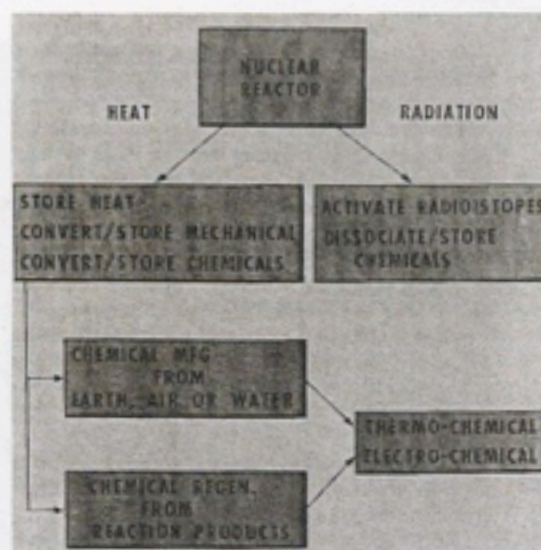 NUCLEAR
REACTOR
HEAT
RADIATION
STORE HEAT
CONVERT/STORE MECHANICAL
CONVERT/STORE CHEMICALS
ACTIVATE RADIOISTOPES
DISSOCIATE/STORE
CHEMICALS
CHEMICAL MFG
FROM
EARTH, AIR OR WATER
CHEMICAL REGEN.
FROM
REACTION PRODUCTS
THERMO-CHEMICAL
ELECTRO-CHEMICAL